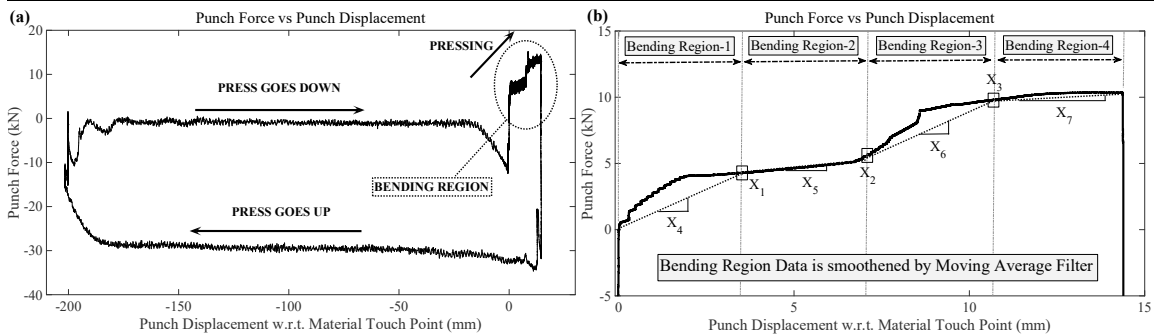 (a)
Punch Force vs Punch Displacement
20
10
0
-10
-20
-30
-40
Punch Force (kN)
PRESSING
PRESS GOES DOWN
BENDING REGION
PRESS GOES UP
-200
-150
-100
-50
0
Punch Displacement w.r.t. Material Touch Point (mm)
(b)
Punch Force vs Punch Displacement
15
10
5
0
-5
Punch Force (kN)
Bending Region-1
Bending Region-2
Bending Region-3
Bending Region-4
X3
X7
X6
X2
X1
X5
X4
Bending Region Data is smoothened by Moving Average Filter
0
5
10
15
Punch Displacement w.r.t. Material Touch Point (mm)